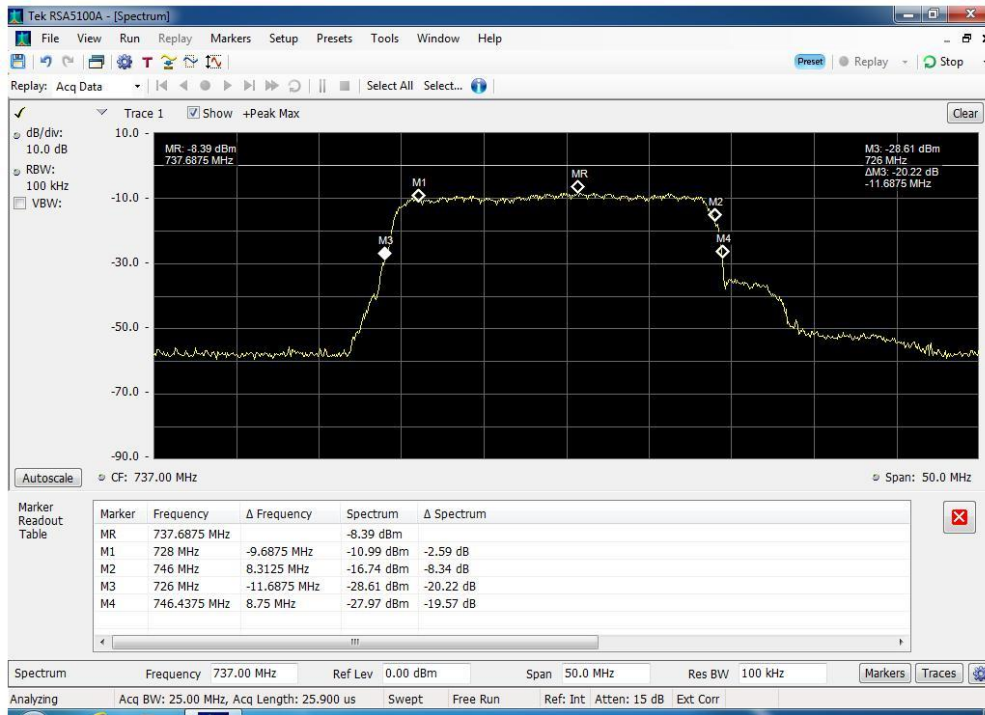 Tek RSA5100A - [Spectrum]
File View Run Replay Markers Setup Presets Tools Window Help
T Preset Replay Stop
Replay: Acq Data Select All Select...
Trace 1 Show +Peak Max Clear
dB/div:
10.0 dB
RBW:
100 kHz
VBW:
10.0
-10.0
-30.0
-50.0
-70.0
-90.0
MR: -8.39 dBm
737.6875 MHz
M3: -28.61 dBm
726 MHz
ΔM3: -20.22 dB
-11.6875 MHz
M1
MR
M2
M3
M4
Autoscale CF: 737.00 MHz Span: 50.0 MHz
Marker
Readout
Table
Marker Frequency Δ Frequency Spectrum Δ Spectrum
MR 737.6875 MHz -8.39 dBm
M1 728 MHz -9.6875 MHz -10.99 dBm -2.59 dB
M2 746 MHz 8.3125 MHz -16.74 dBm -8.34 dB
M3 726 MHz -11.6875 MHz -28.61 dBm -20.22 dB
M4 746.4375 MHz 8.75 MHz -27.97 dBm -19.57 dB
Spectrum Frequency 737.00 MHz Ref Lev 0.00 dBm Span 50.0 MHz Res BW 100 kHz Markers Traces
Analyzing Acq BW: 25.00 MHz, Acq Length: 25.900 us Swept Free Run Ref: Int Atten: 15 dB Ext Corr